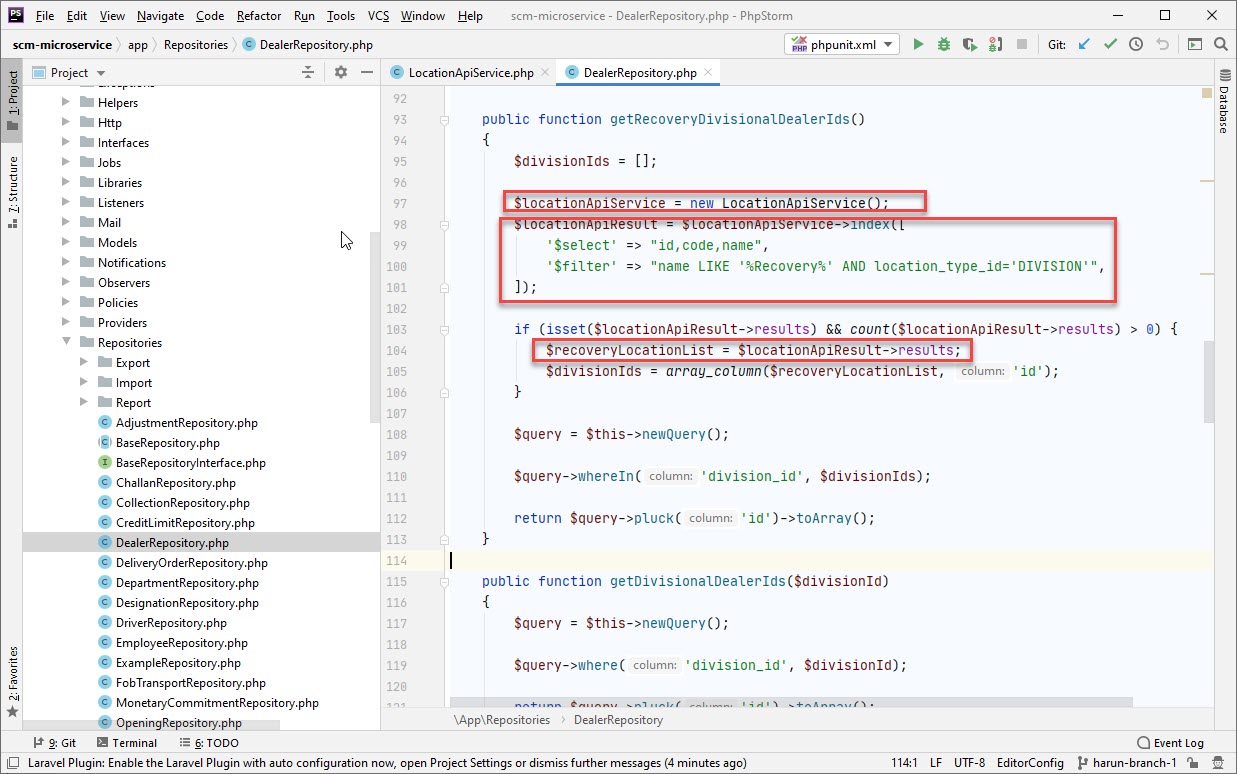 PS File Edit View Navigate Code Refactor Run Tools VCS Window Help scm-microservice - DealerRepository.php - PhpStorm
scm-microservice app Repositories DealerRepository.php phpunit.xml Git:
1: Project
7: Structure
2: Favorites
Project
Helpers
Http
Interfaces
Jobs
Libraries
Listeners
Mail
Models
Notifications
Observers
Policies
Providers
Repositories
Export
Import
Report
AdjustmentRepository.php
BaseRepository.php
BaseRepositoryInterface.php
ChallanRepository.php
CollectionRepository.php
CreditLimitRepository.php
DealerRepository.php
DeliveryOrderRepository.php
DepartmentRepository.php
DesignationRepository.php
DriverRepository.php
EmployeeRepository.php
ExampleRepository.php
FobTransportRepository.php
MonetaryCommitmentRepository.php
OpeningRepository.php
LocationApiService.php DealerRepository.php
92
93 public function getRecoveryDivisionalDealerIds()
94 {
95 $divisionIds = [];
96
97 $locationApiService = new LocationApiService();
98 $locationApiResult = $locationApiService->index([
99 '$select' => "id,code,name",
100 '$filter' => "name LIKE '%Recovery%' AND location_type_id='DIVISION'",
101 ]);
102
103 if (isset($locationApiResult->results) && count($locationApiResult->results) > 0) {
104 $recoveryLocationList = $locationApiResult->results;
105 $divisionIds = array_column($recoveryLocationList, column: 'id');
106 }
107
108 $query = $this->newQuery();
109
110 $query->whereIn( column: 'division_id', $divisionIds);
111
112 return $query->pluck( column: 'id')->toArray();
113 }
114
115 public function getDivisionalDealerIds($divisionId)
116 {
117 $query = $this->newQuery();
118
119 $query->where( column: 'division_id', $divisionId);
120
121 return $query->pluck( column: 'id')->toArray();
\App\Repositories DealerRepository
Database
9: Git Terminal 6: TODO Event Log
Laravel Plugin: Enable the Laravel Plugin with auto configuration now, open Project Settings or dismiss further messages (4 minutes ago) 114:1 LF UTF-8 EditorConfig harun-branch-1